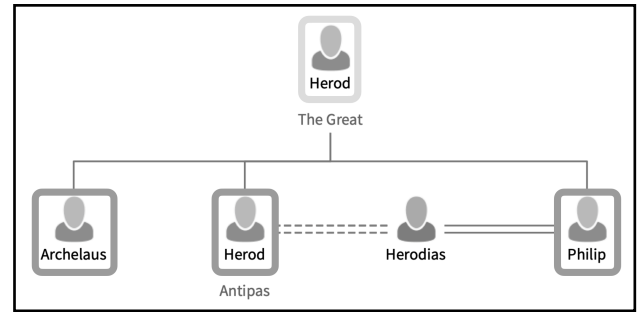 Herod
The Great
Archelaus
Herod
Herodias
Philip
Antipas